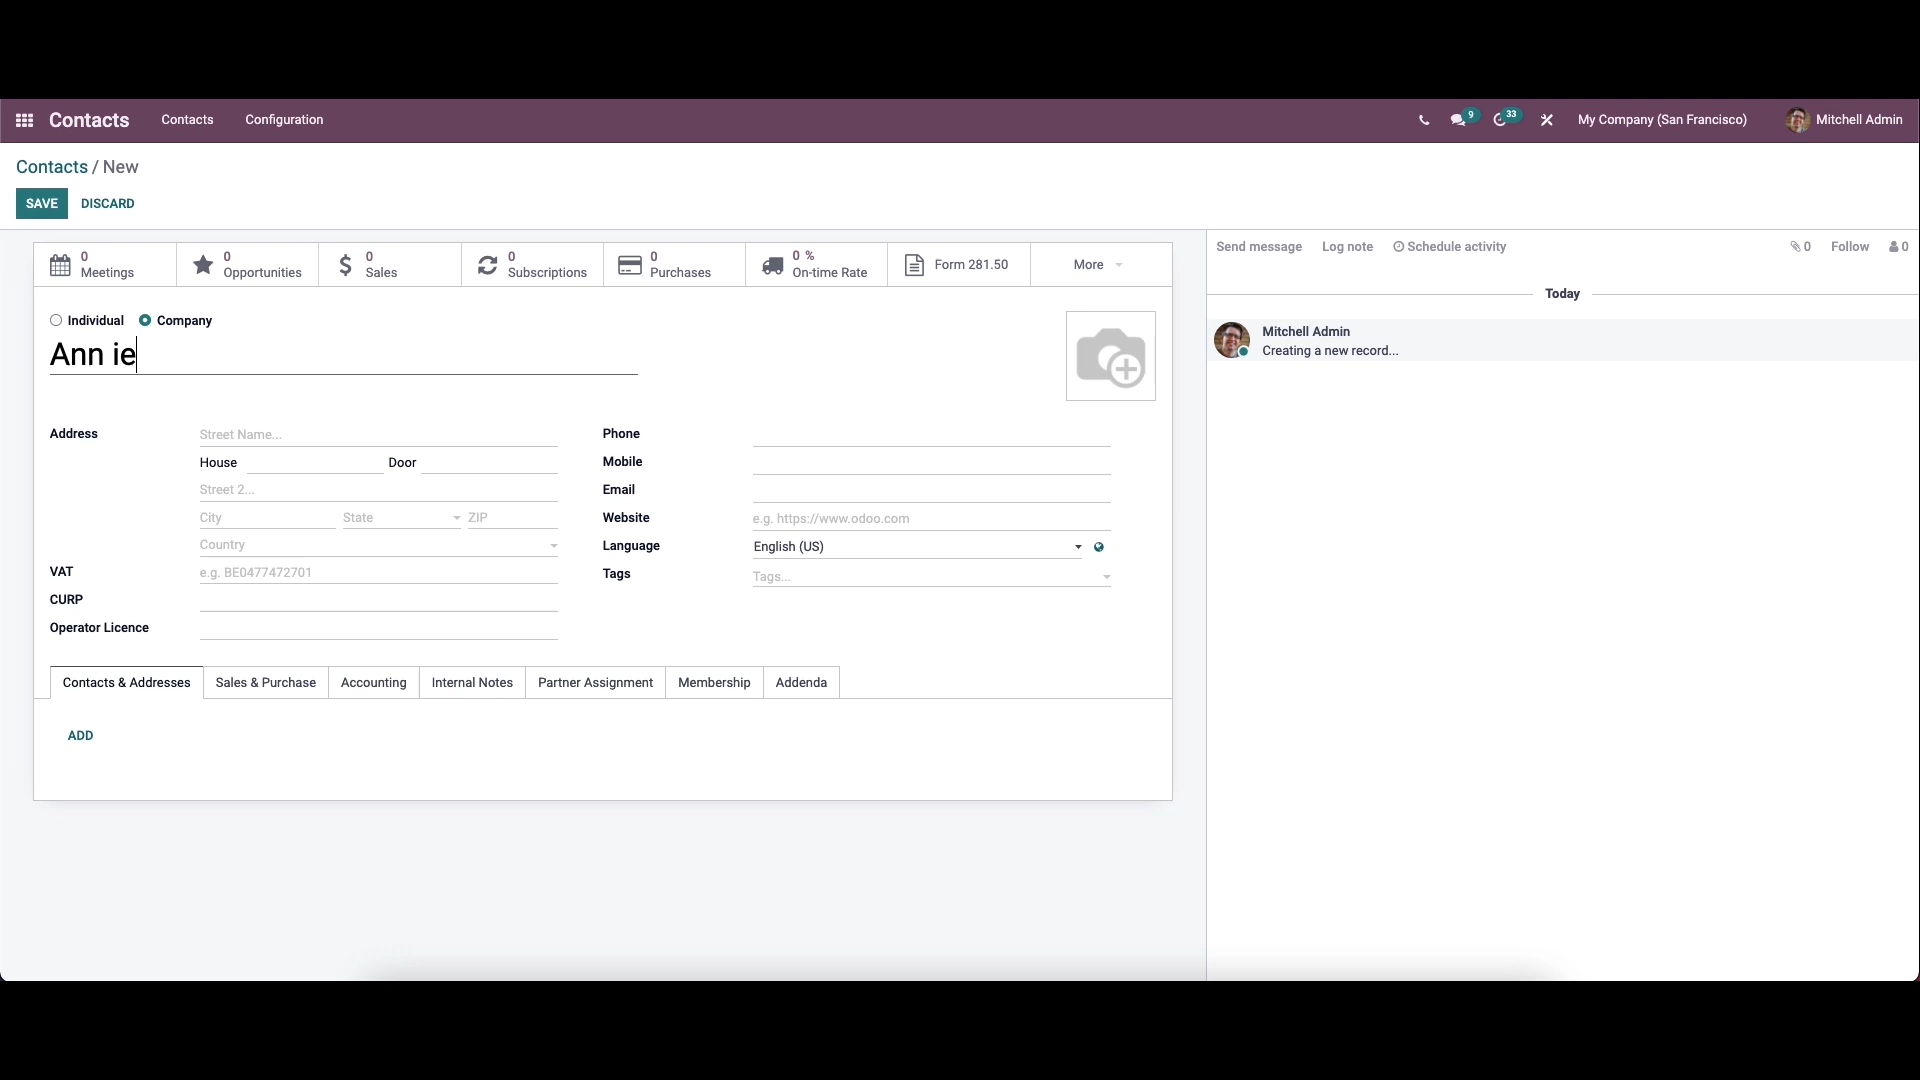 Contacts Contacts Configuration 9 33 My Company (San Francisco) Mitchell Admin
Contacts / New
SAVE DISCARD
0 Meetings
0 Opportunities
0 Sales
0 Subscriptions
0 Purchases
0 % On-time Rate
Form 281.50
More
Send message Log note Schedule activity 0 Follow 0
Today
Mitchell Admin
Creating a new record...
Individual Company
Ann ie
Address Street Name...
House Door
Street 2...
City State ZIP
Country
VAT e.g. BE0477472701
CURP
Operator Licence
Phone
Mobile
Email
Website e.g. https://www.odoo.com
Language English (US)
Tags Tags...
Contacts & Addresses Sales & Purchase Accounting Internal Notes Partner Assignment Membership Addenda
ADD